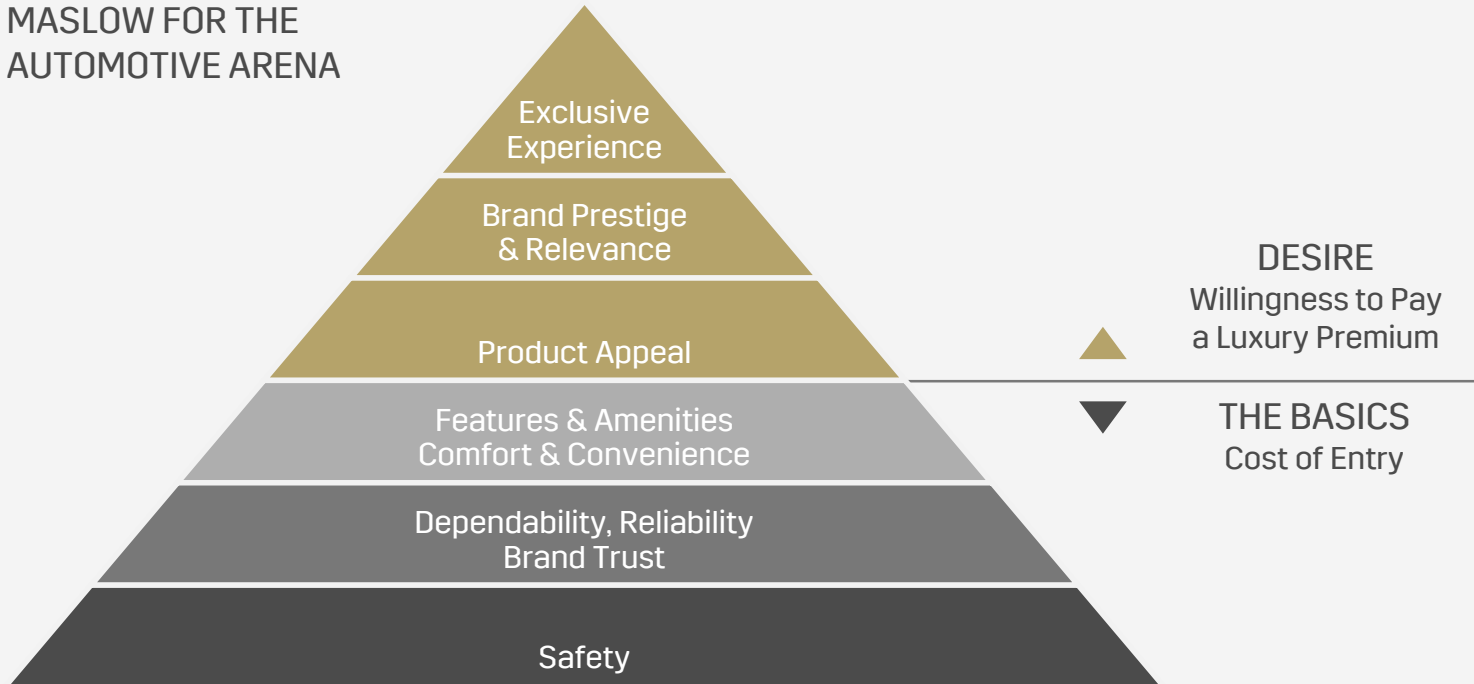 MASLOW FOR THE
AUTOMOTIVE ARENA
Exclusive
Experience
Brand Prestige
& Relevance
Product Appeal
Features & Amenities
Comfort & Convenience
Dependability, Reliability
Brand Trust
Safety
DESIRE
Willingness to Pay
a Luxury Premium
THE BASICS
Cost of Entry